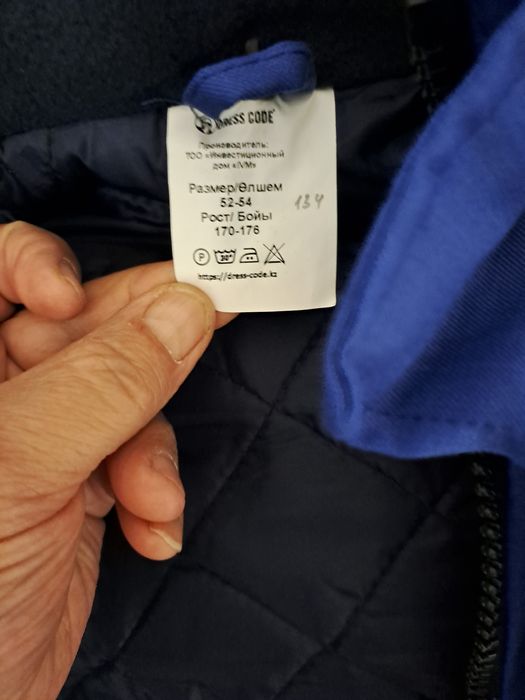 DRESS CODE
Производитель:
ТОО «Инвестиционный
дом «IVM»
Размер/Өлшем
52-54
Рост/ Бойы
170-176
134
P 30°
https://dress-code.kz